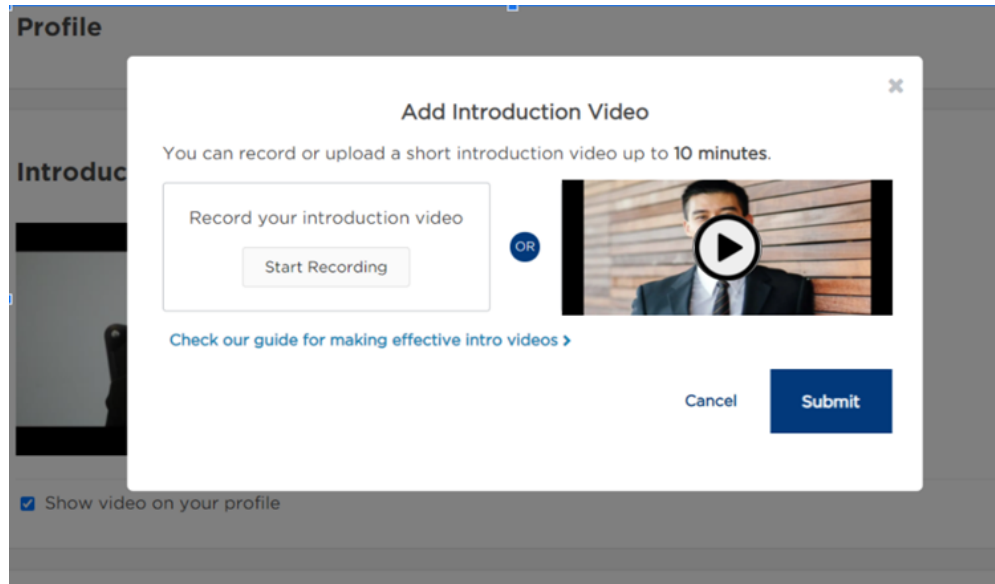 Profile
Add Introduction Video
You can record or upload a short introduction video up to 10 minutes.
Introduc
Record your introduction video
OR
Start Recording
Check our guide for making effective intro videos >
Cancel
Submit
Show video on your profile